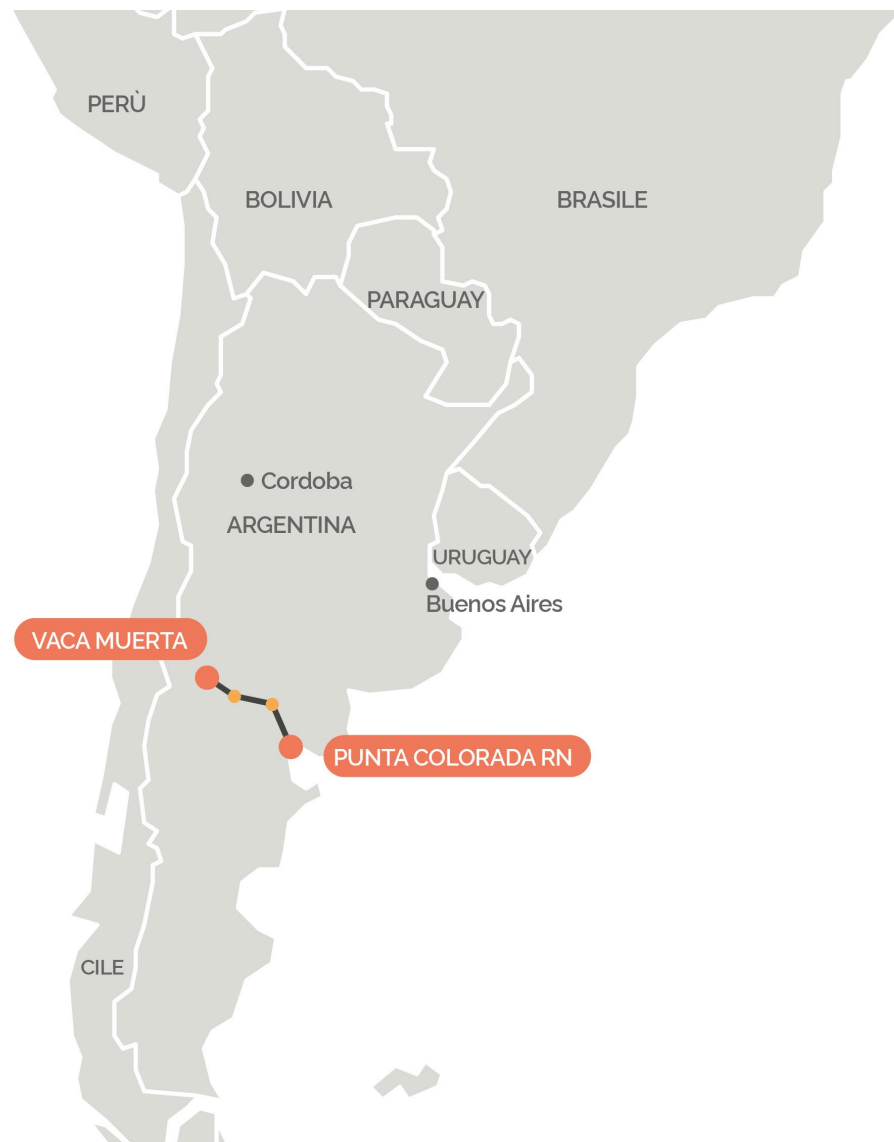 PERÙ
BOLIVIA
BRASILE
PARAGUAY
Cordoba
ARGENTINA
URUGUAY
Buenos Aires
VACA MUERTA
PUNTA COLORADA RN
CILE